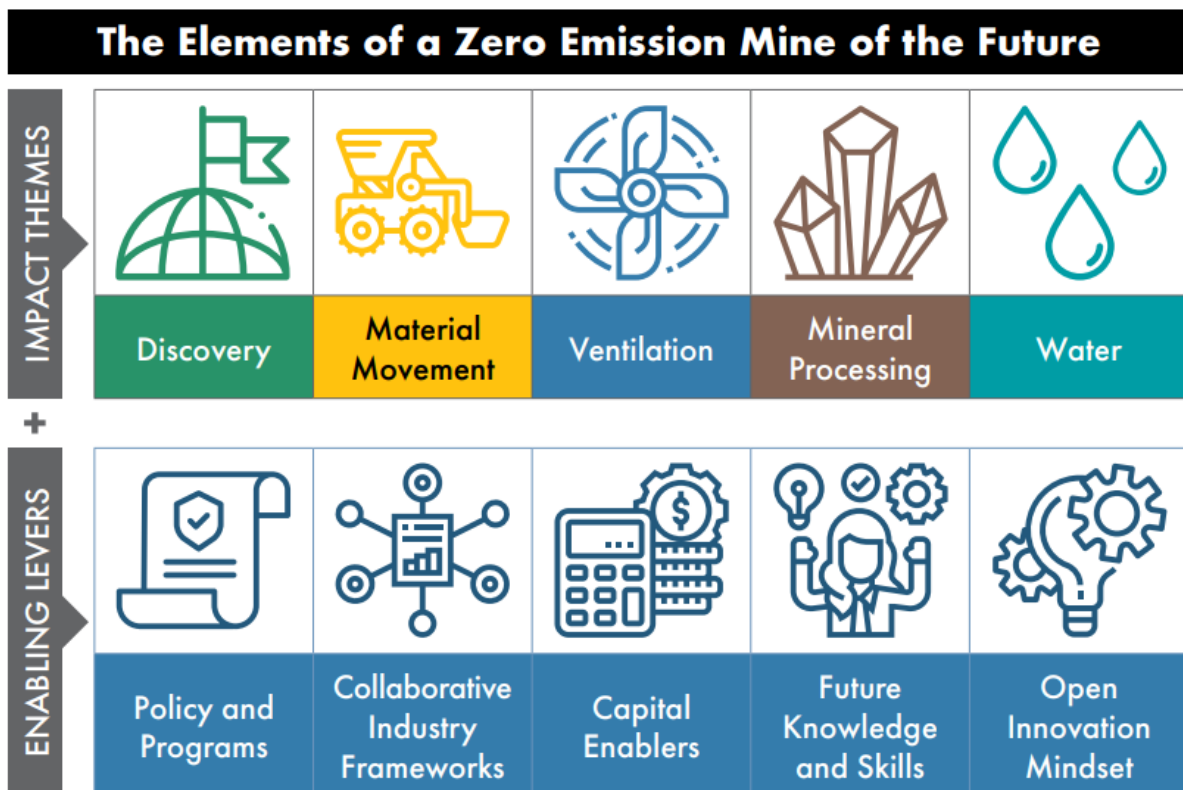 The Elements of a Zero Emission Mine of the Future
IMPACT THEMES
Discovery
Material
Movement
Ventilation
Mineral
Processing
Water
+
ENABLING LEVERS
$
Policy and
Programs
Collaborative
Industry
Frameworks
Capital
Enablers
Future
Knowledge
and Skills
Open
Innovation
Mindset